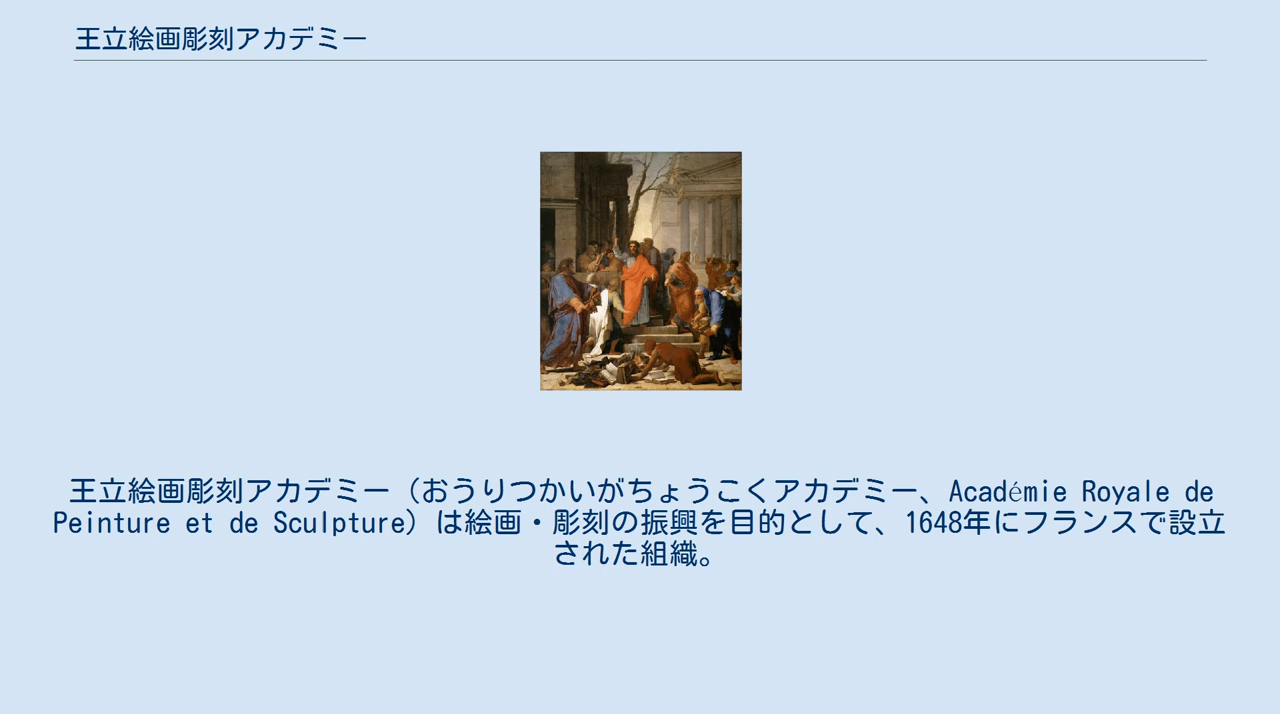 王立絵画彫刻アカデミー
王立絵画彫刻アカデミー（おうりつかいがちょうこくアカデミー、Académie Royale de
Peinture et de Sculpture）は絵画・彫刻の振興を目的として、1648年にフランスで設立
された組織。